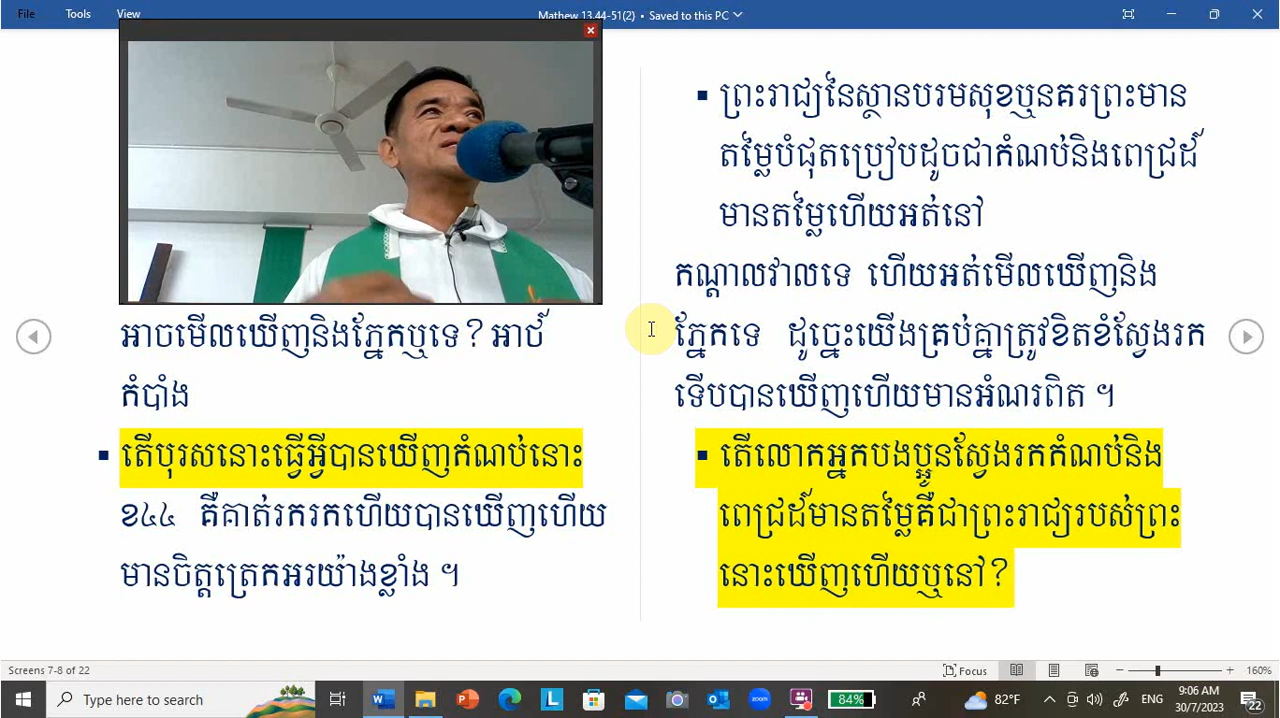 File Tools View
Mathew 13.44-51(2) • Saved to this PC
អាចមើលឃើញនិងភ្នែកឬទេ? អាថ៌
កំបាំង
▪ តើបុរសនោះធ្វើអ្វីបានឃើញកំណប់នោះ
ខ៤៤ គឺគាត់រករកហើយបានឃើញហើយ
មានចិត្តត្រេកអរយ៉ាងខ្លាំង ។
▪ ព្រះរាជ្យនៃស្ថានបរមសុខឬនគរព្រះមាន
តម្លៃបំផុតប្រៀបដូចជាកំណប់និងពេជ្រដ៍
មានតម្លៃហើយអត់នៅ
កណ្តាលវាលទេ ហើយអត់មើលឃើញនិង
ភ្នែកទេ ដូច្នេះយើងគ្រប់គ្នាត្រូវខិតខំស្វែងរក
ទើបបានឃើញហើយមានអំណរពិត ។
▪ តើលោកអ្នកបងប្អូនស្វែងរកកំណប់និង
ពេជ្រដ៍មានតម្លៃគឺជាព្រះរាជ្យរបស់ព្រះ
នោះឃើញហើយឬនៅ?
Screens 7-8 of 22
Focus
160%
Type here to search
84%
82°F
ENG
9:06 AM
30/7/2023
22